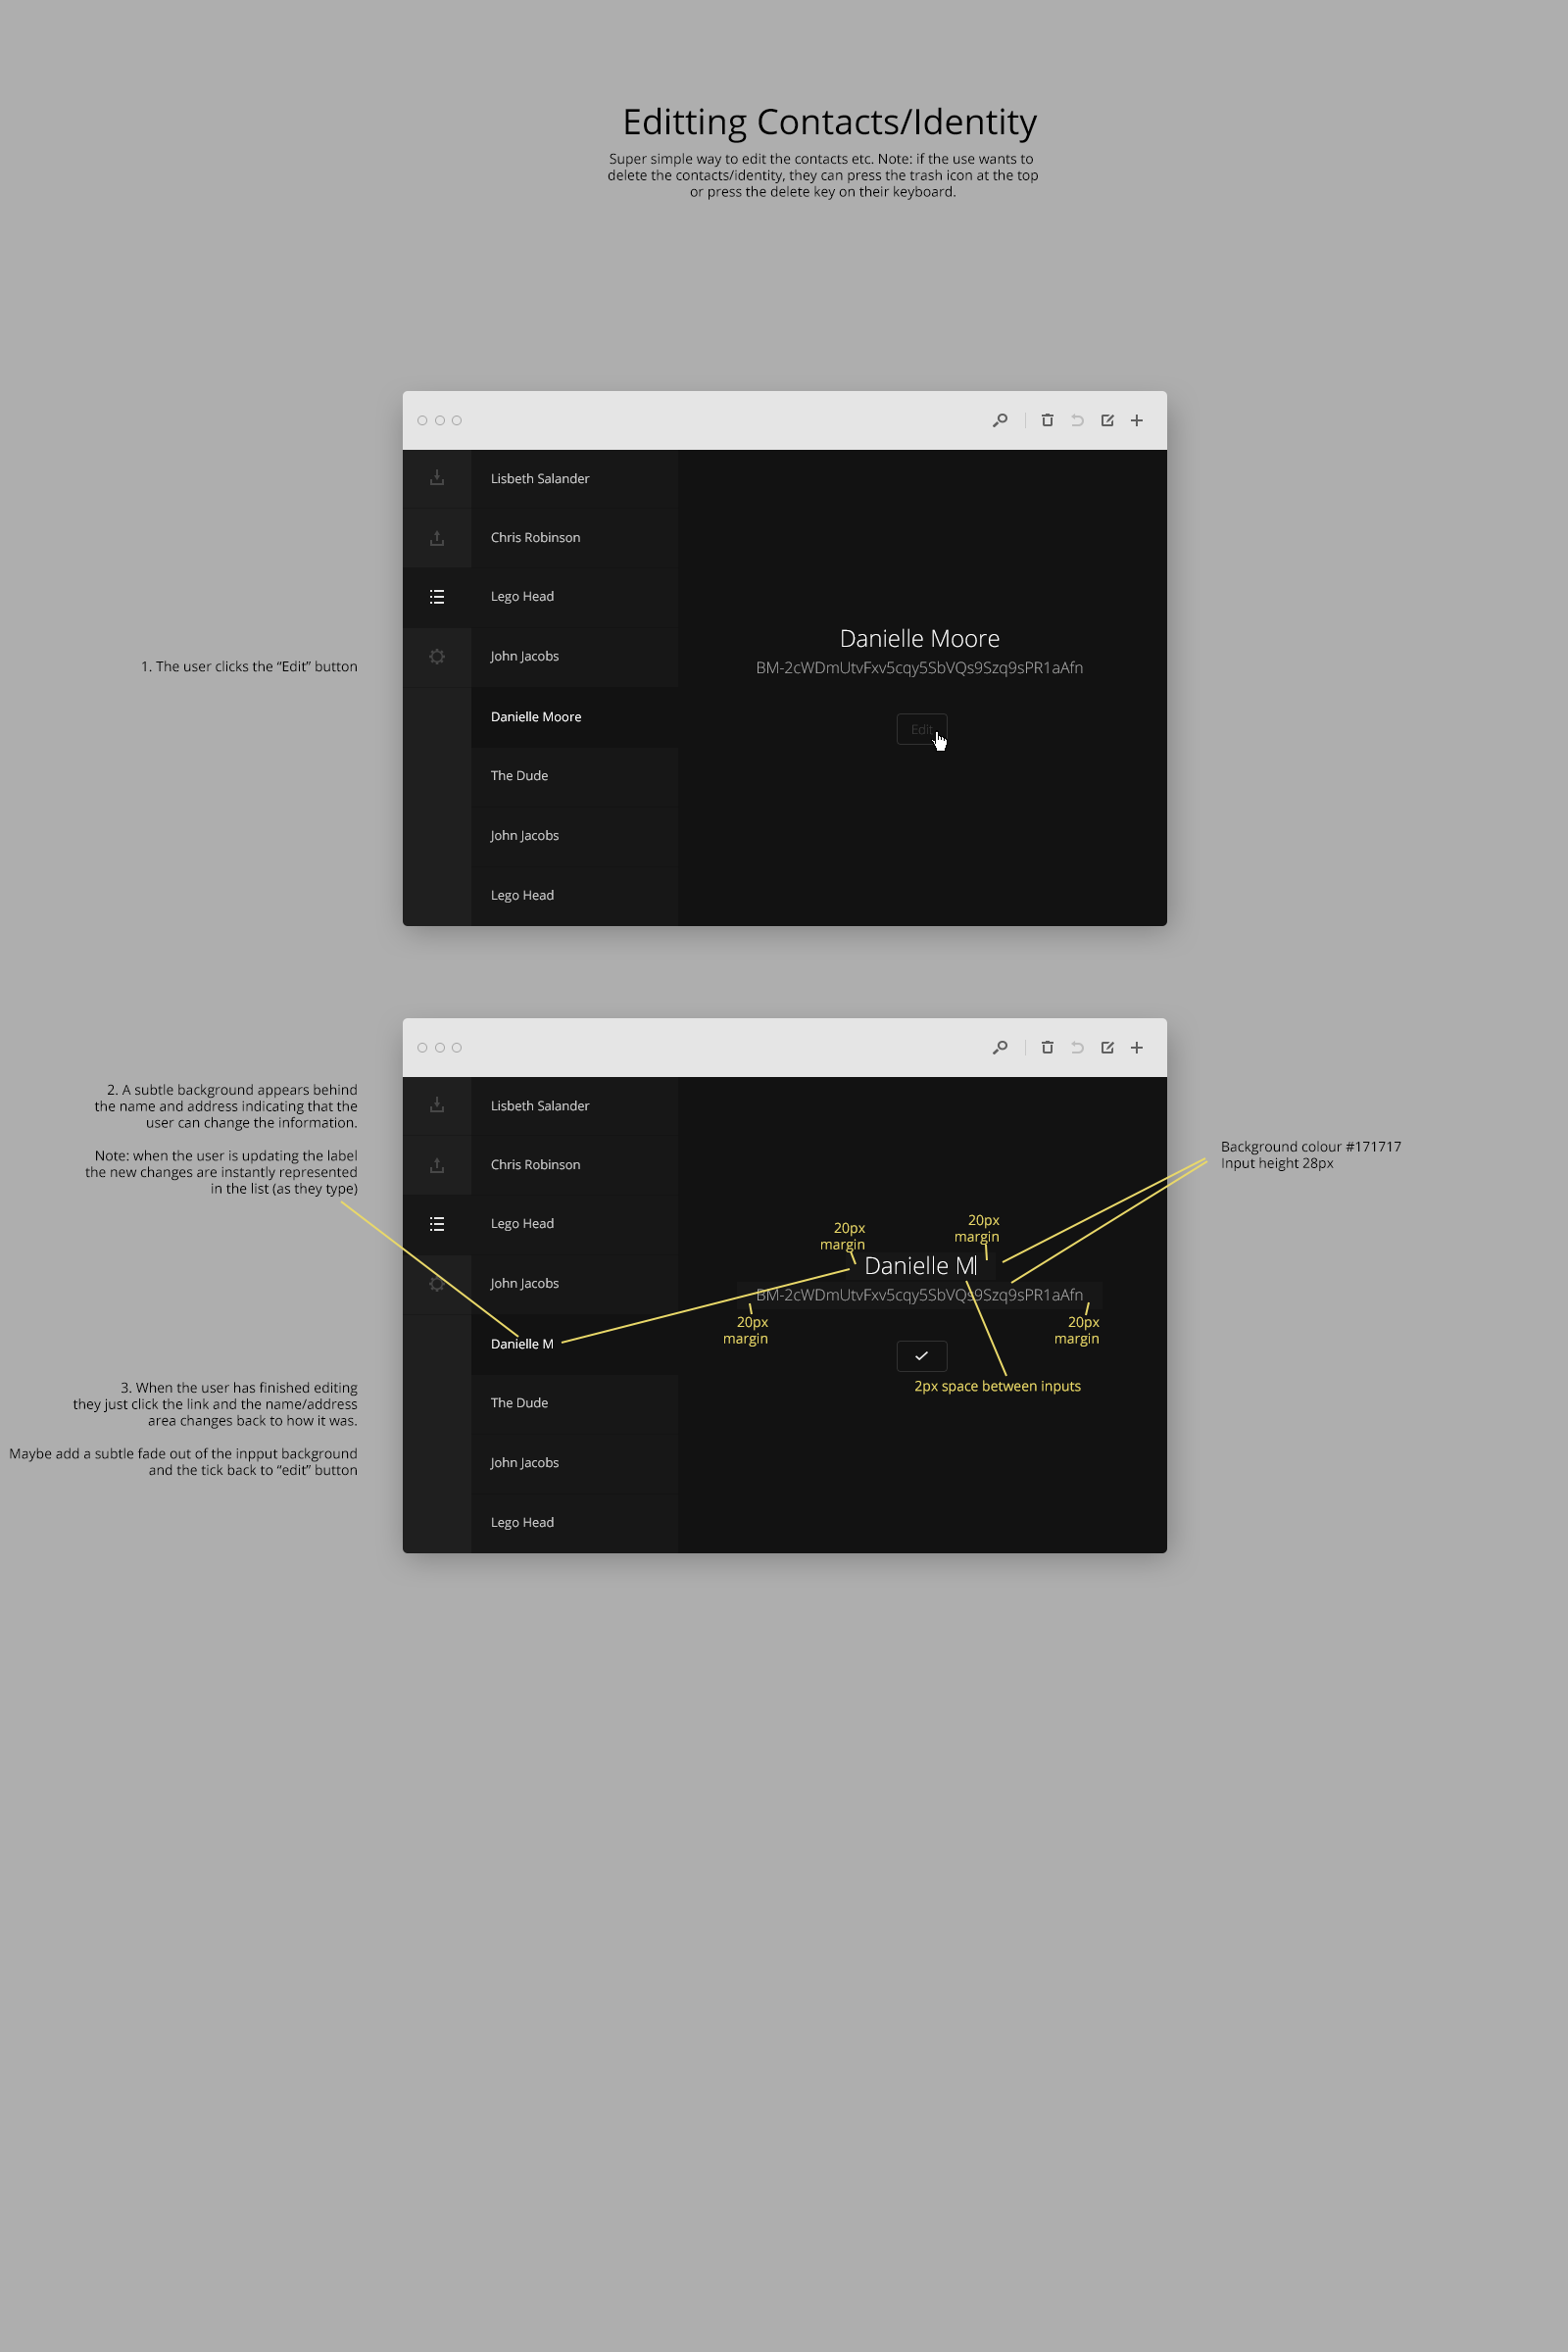 Editting Contacts/Identity
Super simple way to edit the contacts etc. Note: if the use wants to
delete the contacts/identity, they can press the trash icon at the top
or press the delete key on their keyboard.
Lisbeth Salander
Chris Robinson
Lego Head
John Jacobs
Danielle Moore
The Dude
John Jacobs
Lego Head
Danielle Moore
BM-2cWDmUtvFxv5cqy5SbVQs9Szq9sPR1aAfn
Edit
1. The user clicks the “Edit” button
2. A subtle background appears behind
the name and address indicating that the
user can change the information.
Note: when the user is updating the label
the new changes are instantly represented
in the list (as they type)
3. When the user has finished editing
they just click the link and the name/address
area changes back to how it was.
Maybe add a subtle fade out of the inpput background
and the tick back to “edit” button
Lisbeth Salander
Chris Robinson
Lego Head
John Jacobs
Danielle M
The Dude
John Jacobs
Lego Head
20px
margin
20px
margin
Danielle M
BM-2cWDmUtvFxv5cqy5SbVQs9Szq9sPR1aAfn
20px
margin
20px
margin
2px space between inputs
Background colour #171717
Input height 28px